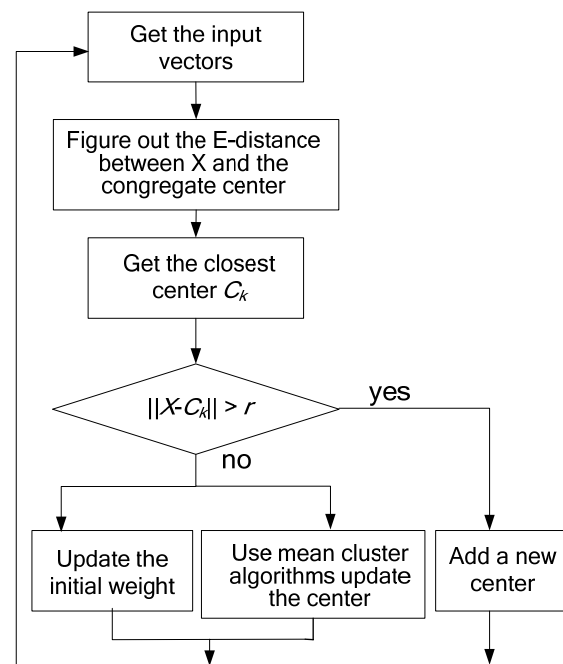 Get the input
vectors
Figure out the E-distance
between X and the
congregate center
Get the closest
center Ck
||X-Ck|| > r
yes
no
Update the
initial weight
Use mean cluster
algorithms update
the center
Add a new
center